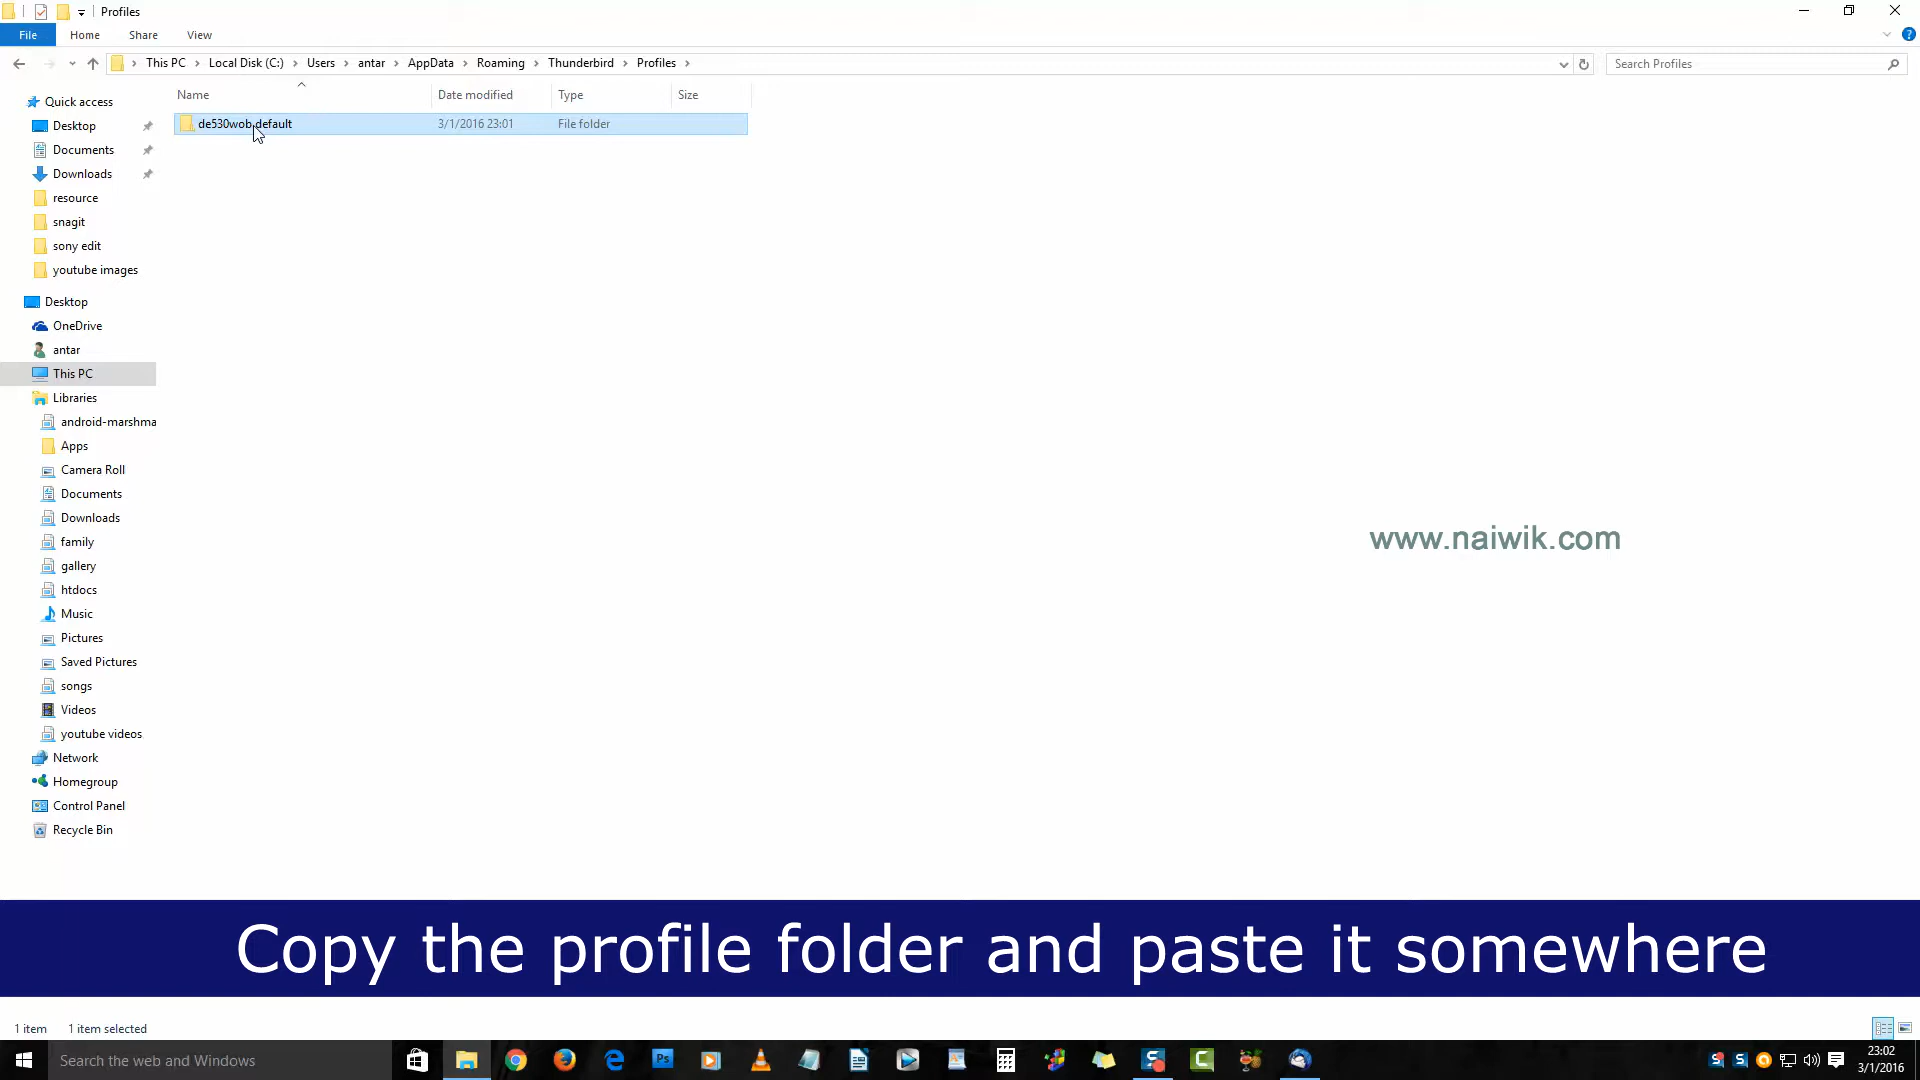 Profiles
File Home Share View
This PC Local Disk (C:) Users antar AppData Roaming Thunderbird Profiles
Search Profiles
Name Date modified Type Size
de530wob.default 3/1/2016 23:01 File folder
Quick access
Desktop
Documents
Downloads
resource
snagit
sony edit
youtube images
Desktop
OneDrive
antar
This PC
Libraries
android-marshma
Apps
Camera Roll
Documents
Downloads
family
gallery
htdocs
Music
Pictures
Saved Pictures
songs
Videos
youtube videos
Network
Homegroup
Control Panel
Recycle Bin
www.naiwik.com
Copy the profile folder and paste it somewhere
1 item 1 item selected
Search the web and Windows
Ps
23:02
3/1/2016